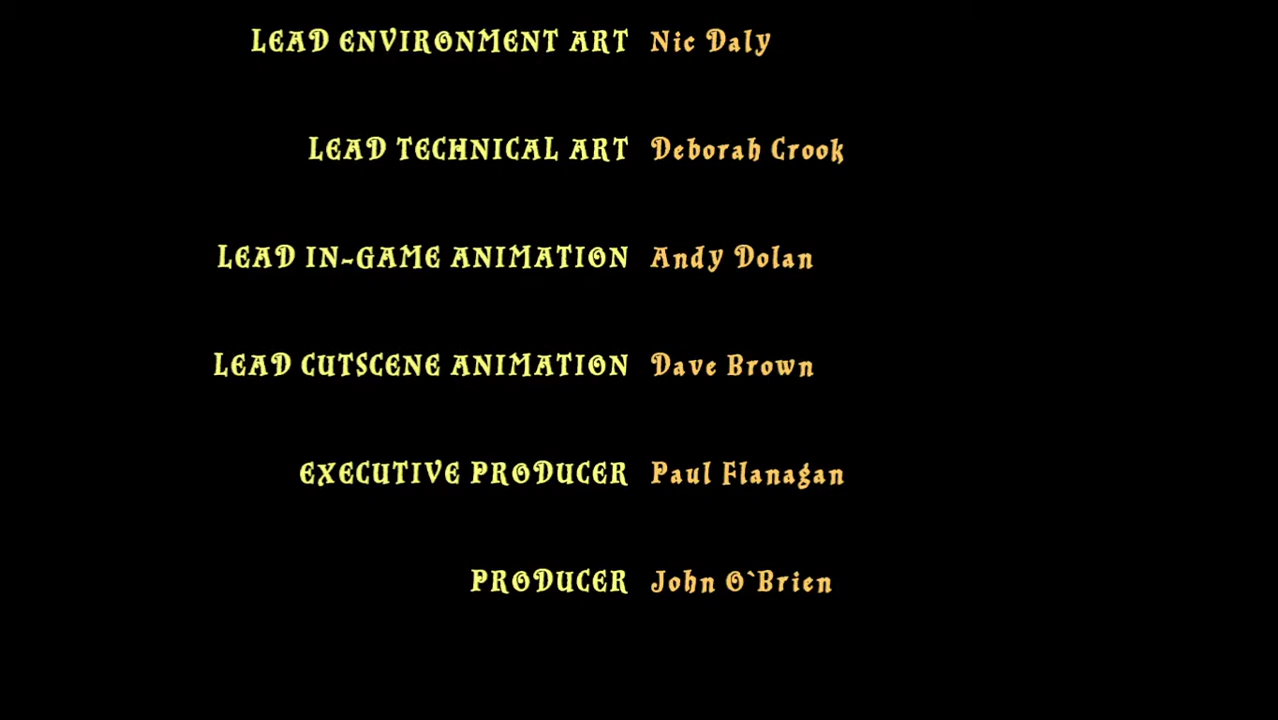 LEAD ENVIRONMENT ART Nic Daly
LEAD TECHNICAL ART Deborah Crook
LEAD IN-GAME ANIMATION Andy Dolan
LEAD CUTSCENE ANIMATION Dave Brown
EXECUTIVE PRODUCER Paul Flanagan
PRODUCER John O`Brien